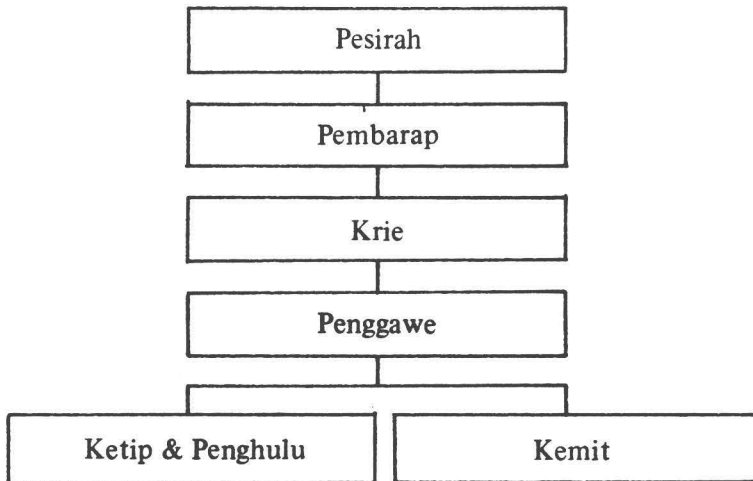 Pesirah
Pembarap
Krie
Penggawe
Ketip & Penghulu
Kemit